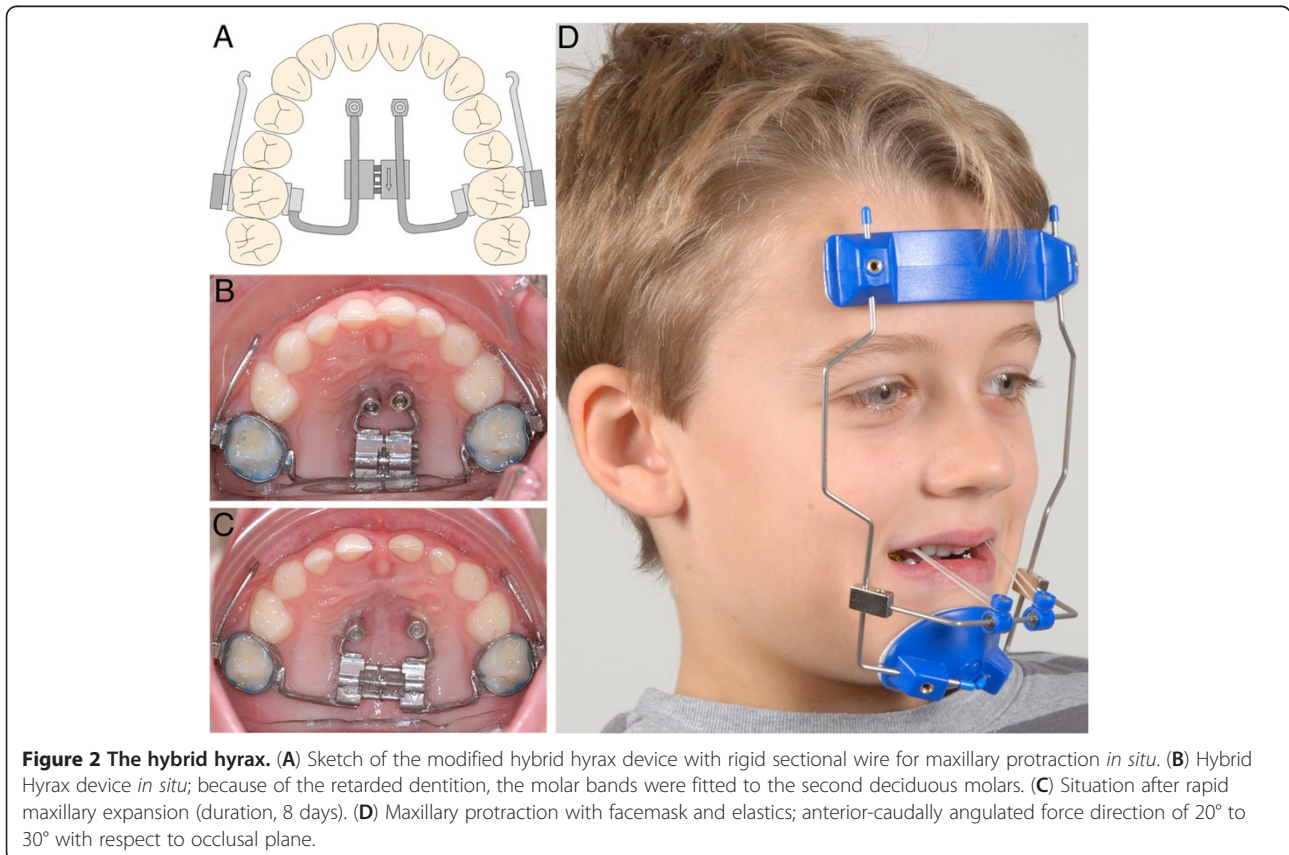 A
D
B
C
Figure 2 The hybrid hyrax. (A) Sketch of the modified hybrid hyrax device with rigid sectional wire for maxillary protraction in situ. (B) Hybrid
Hyrax device in situ; because of the retarded dentition, the molar bands were fitted to the second deciduous molars. (C) Situation after rapid
maxillary expansion (duration, 8 days). (D) Maxillary protraction with facemask and elastics; anterior-caudally angulated force direction of 20° to
30° with respect to occlusal plane.